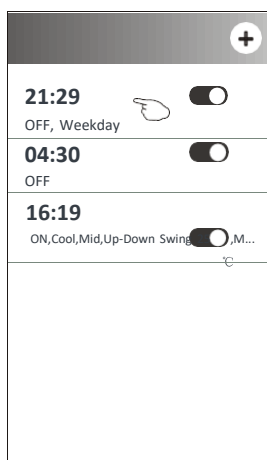 +
21:29
OFF, Weekday
04:30
OFF
16:19
ON,Cool,Mid,Up-Down Swing ,M...
℃